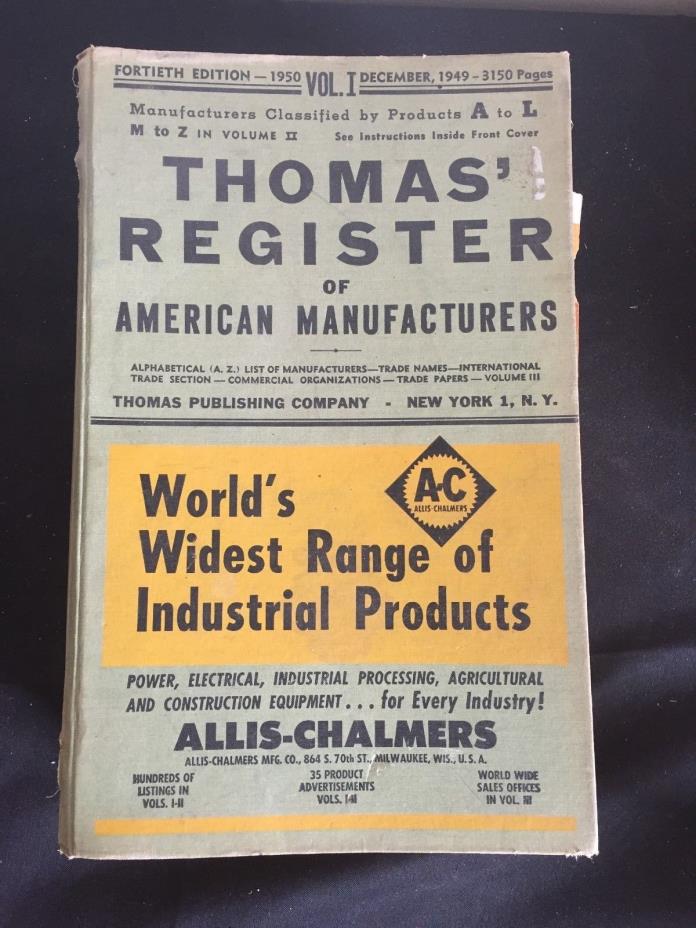 FORTIETH EDITION — 1950 VOL. I DECEMBER, 1949 - 3150 Pages
Manufacturers Classified by Products A to L
M to Z IN VOLUME II See Instructions Inside Front Cover
THOMAS'
REGISTER
OF
AMERICAN MANUFACTURERS
ALPHABETICAL (A. Z.) LIST OF MANUFACTURERS—TRADE NAMES—INTERNATIONAL
TRADE SECTION — COMMERCIAL ORGANIZATIONS — TRADE PAPERS — VOLUME III
THOMAS PUBLISHING COMPANY - NEW YORK 1, N. Y.
A-C
ALLIS-CHALMERS
World's
Widest Range of
Industrial Products
POWER, ELECTRICAL, INDUSTRIAL PROCESSING, AGRICULTURAL
AND CONSTRUCTION EQUIPMENT . . . for Every Industry!
ALLIS-CHALMERS
ALLIS-CHALMERS MFG. CO., 864 S. 70th ST., MILWAUKEE, WIS., U. S. A.
HUNDREDS OF
LISTINGS IN
VOLS. I-II
35 PRODUCT
ADVERTISEMENTS
VOLS. I-II
WORLD WIDE
SALES OFFICES
IN VOL. III